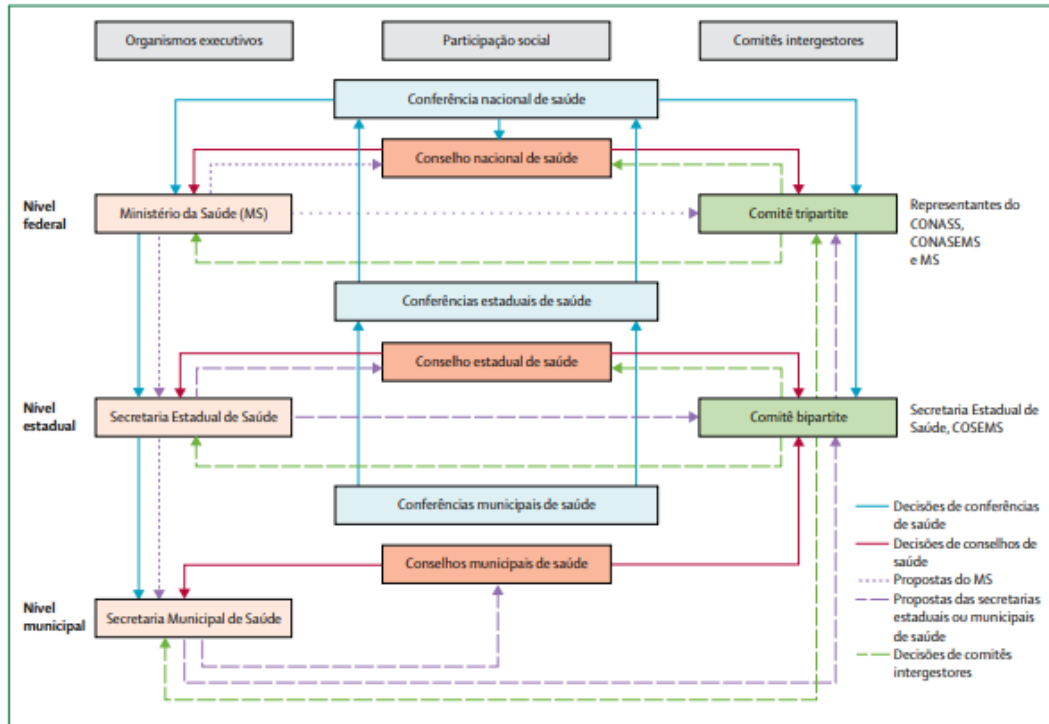 Organismos executivos
Participação social
Comitês intergestores
Conferência nacional de saúde
Conselho nacional de saúde
Nível
federal
Ministério da Saúde (MS)
Comitê tripartite
Representantes do
CONASS,
CONASEMS
e MS
Conferências estaduais de saúde
Conselho estadual de saúde
Nível
estadual
Secretaria Estadual de Saúde
Comitê bipartite
Secretaria Estadual de
Saúde, COSEMS
Conferências municipais de saúde
Conselhos municipais de saúde
Nível
municipal
Secretaria Municipal de Saúde
Decisões de conferências
de saúde
Decisões de conselhos de
saúde
Propostas do MS
Propostas das secretarias
estaduais ou municipais
de saúde
Decisões de comitês
intergestores